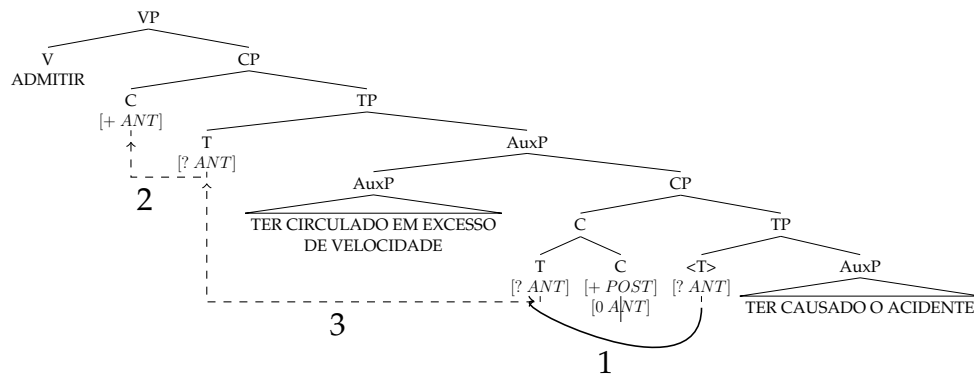 VP
V
CP
ADMITIR
C
TP
[+ ANT]
T
AuxP
[? ANT]
2
AuxP
CP
TER CIRCULADO EM EXCESSO
DE VELOCIDADE
C
TP
T
C
<T>
AuxP
[? ANT]
[+ POST]
[? ANT]
[0 ANT]
TER CAUSADO O ACIDENTE
3
1